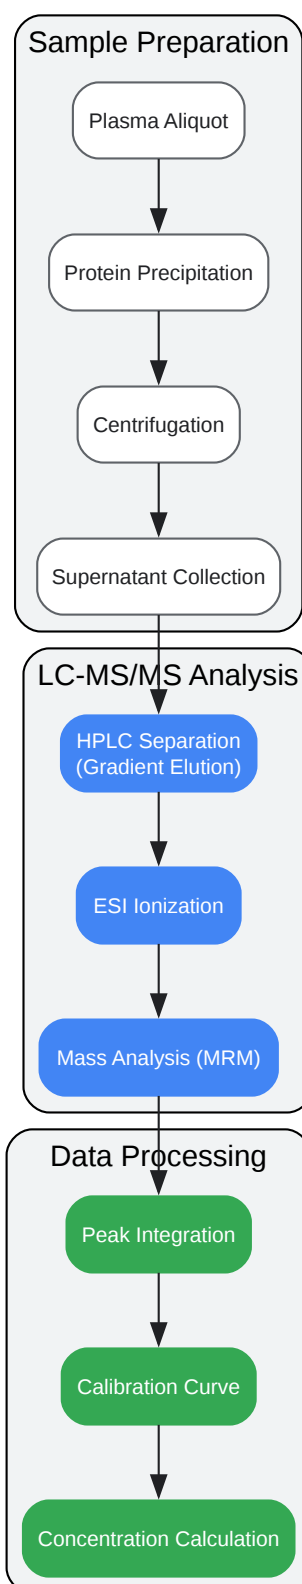 Sample Preparation
Plasma Aliquot
Protein Precipitation
Centrifugation
Supernatant Collection
LC-MS/MS Analysis
HPLC Separation
(Gradient Elution)
ESI Ionization
Mass Analysis (MRM)
Data Processing
Peak Integration
Calibration Curve
Concentration Calculation